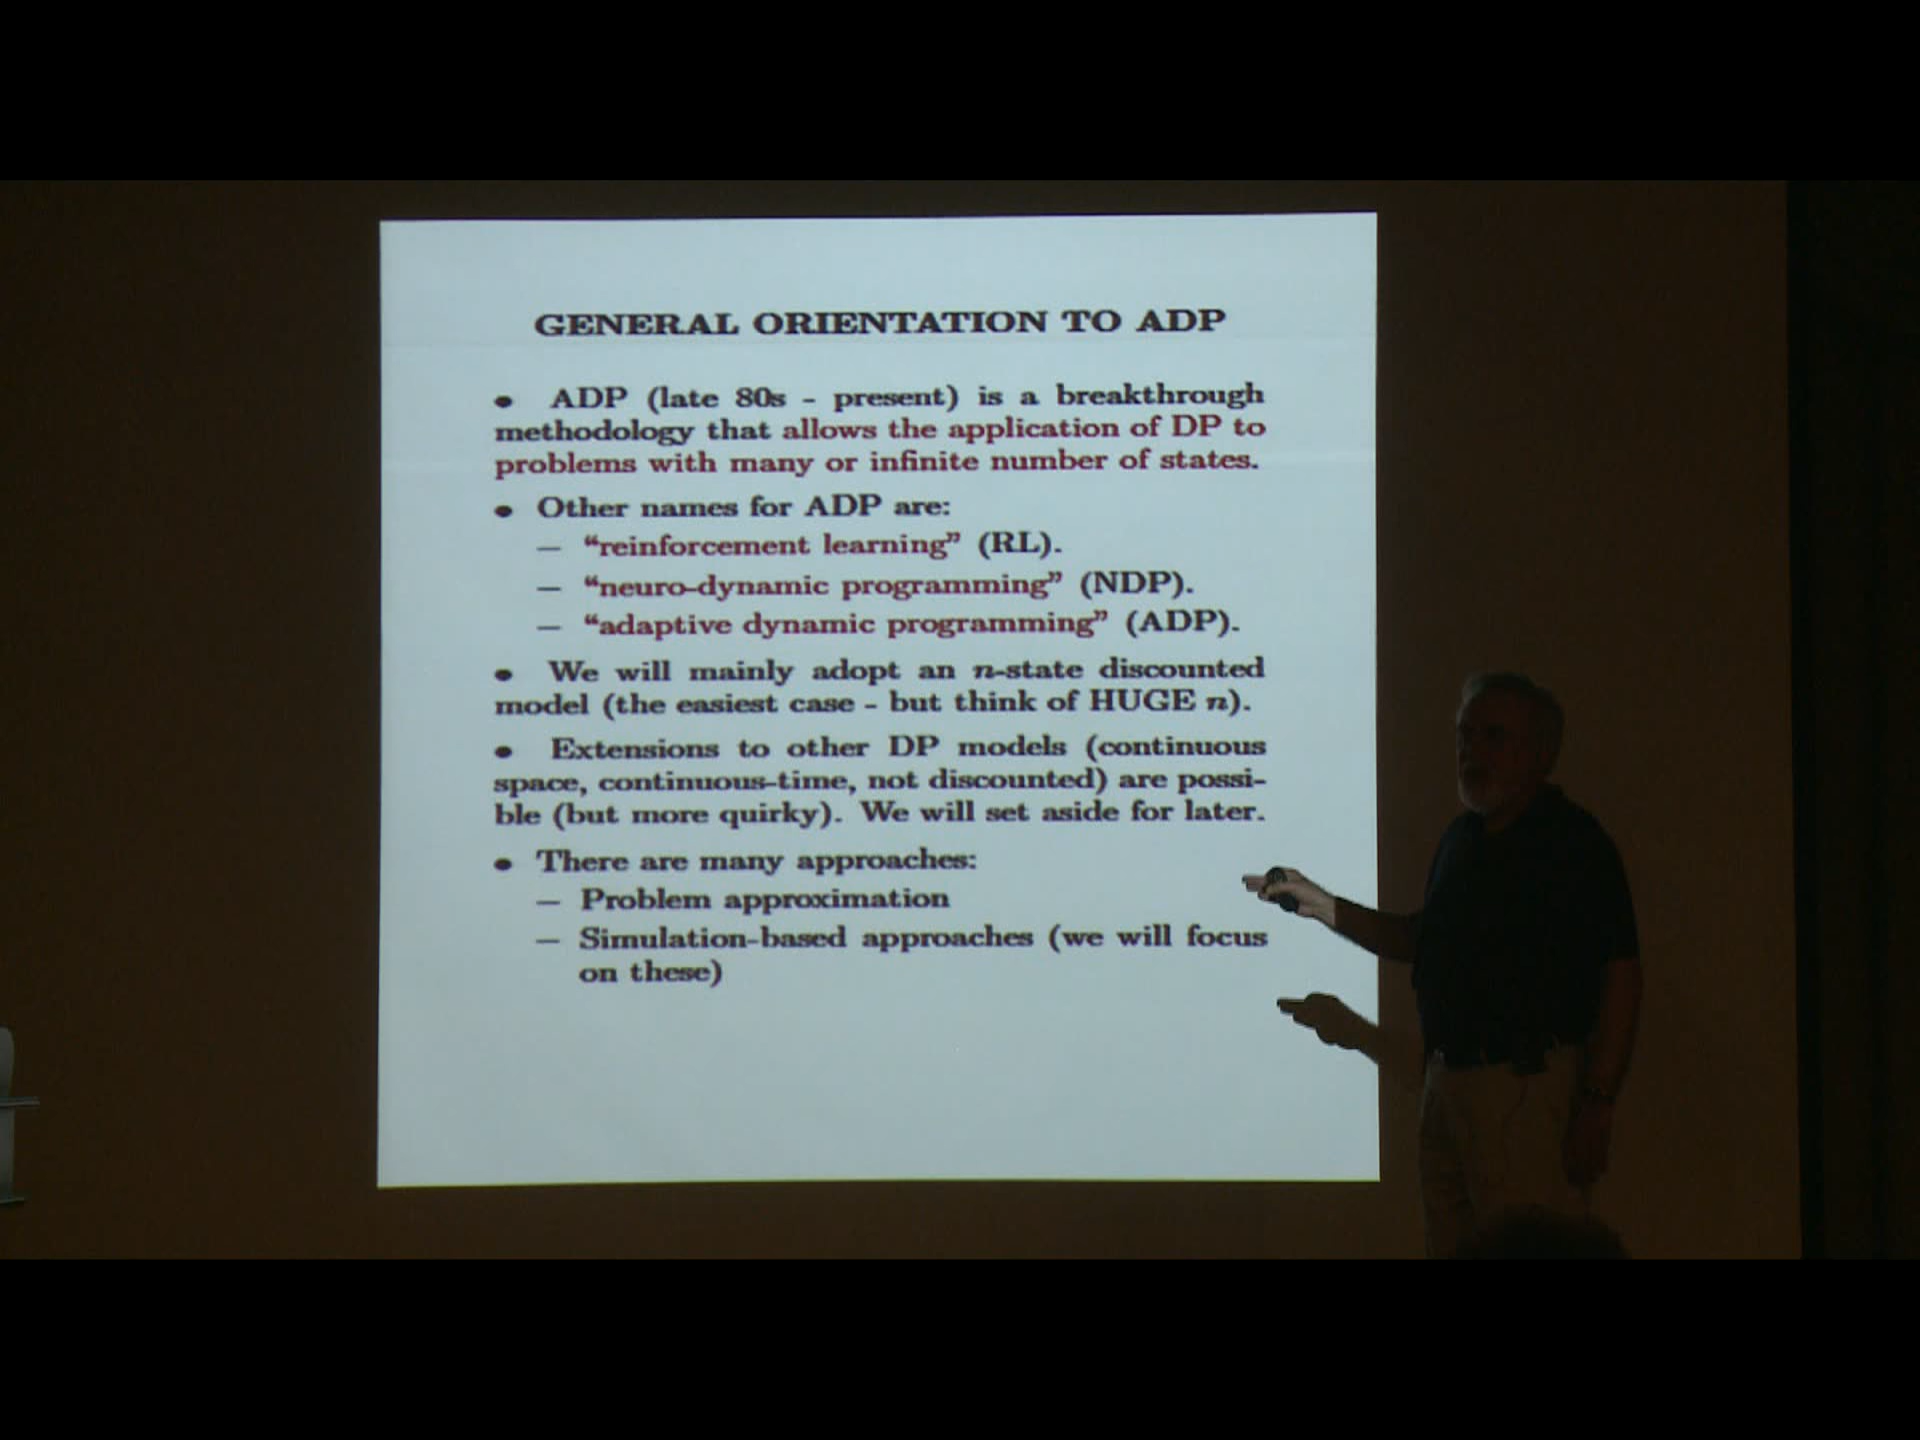 GENERAL ORIENTATION TO ADP
• ADP (late 80s - present) is a breakthrough
methodology that allows the application of DP to
problems with many or infinite number of states.
• Other names for ADP are:
— “reinforcement learning” (RL).
— “neuro-dynamic programming” (NDP).
— “adaptive dynamic programming” (ADP).
• We will mainly adopt an n-state discounted
model (the easiest case - but think of HUGE n).
• Extensions to other DP models (continuous
space, continuous-time, not discounted) are possi-
ble (but more quirky). We will set aside for later.
• There are many approaches:
— Problem approximation
— Simulation-based approaches (we will focus
on these)